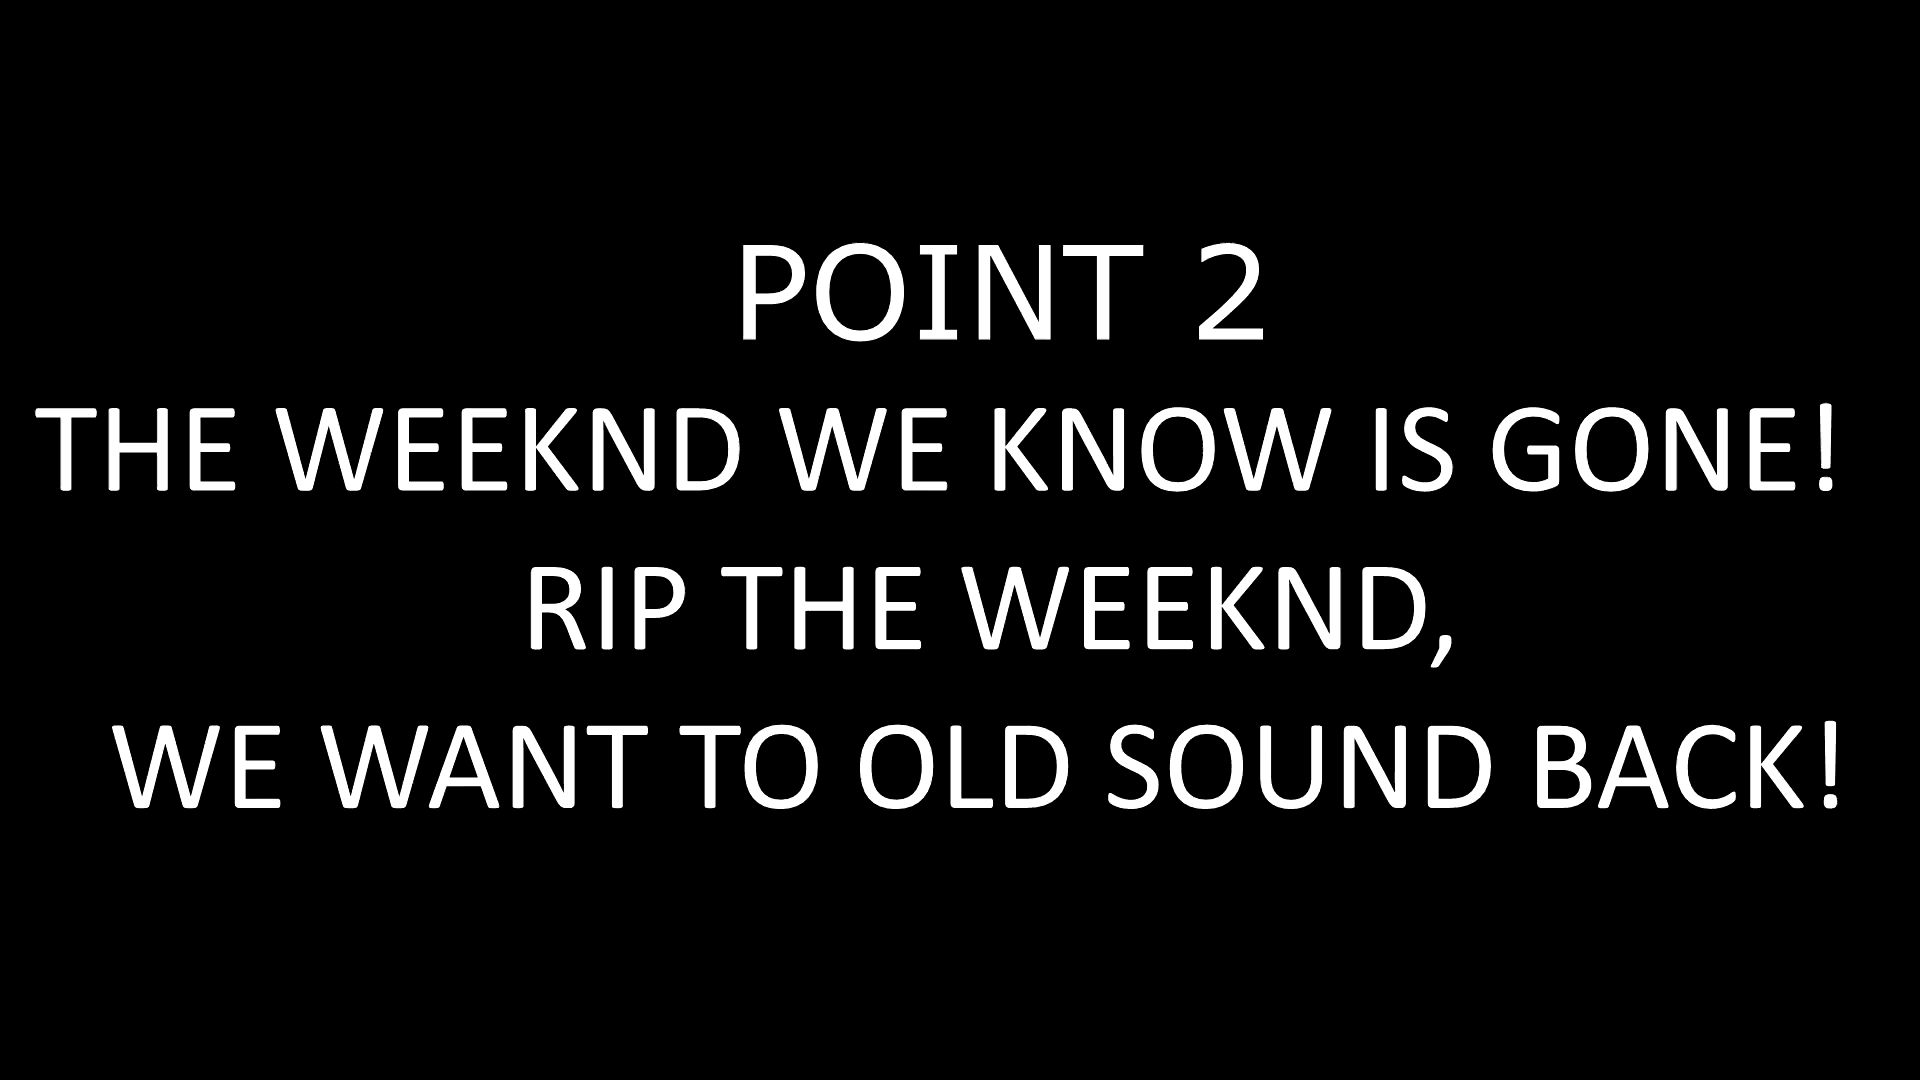 POINT 2
THE WEEKND WE KNOW IS GONE!
RIP THE WEEKND,
WE WANT TO OLD SOUND BACK!